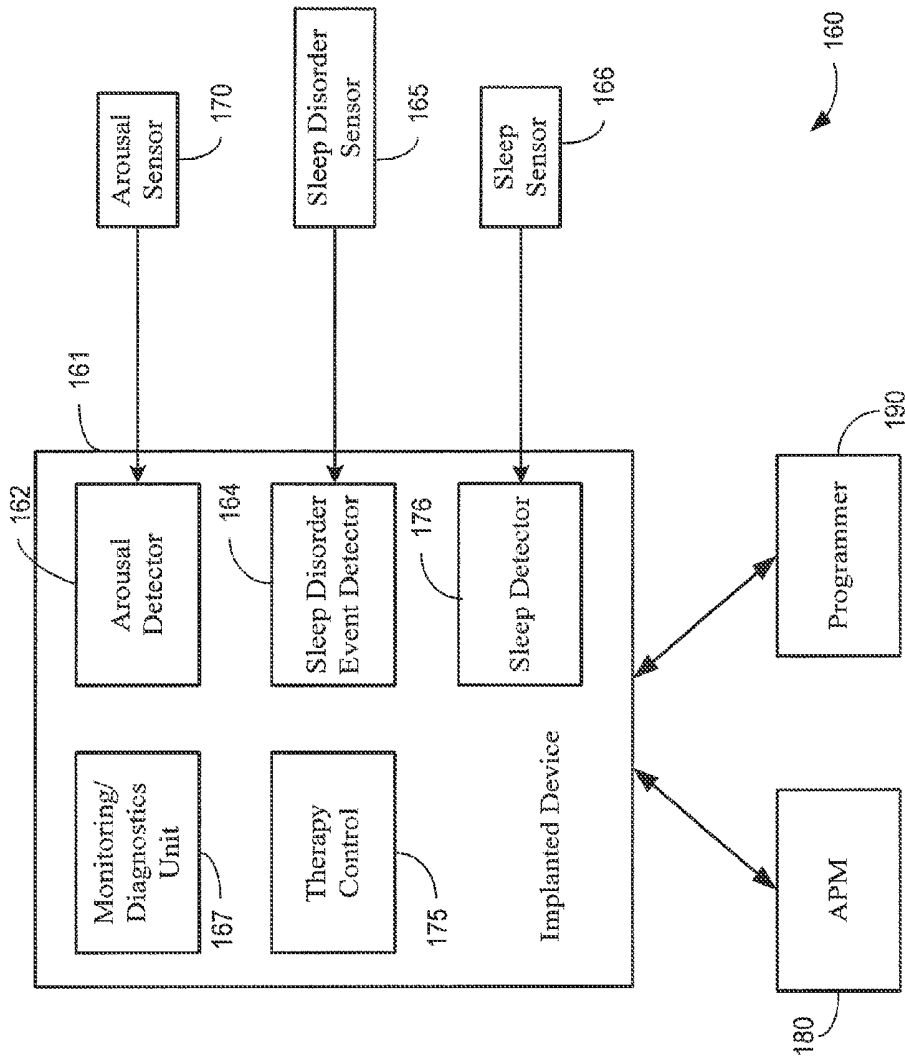 160
161
162
Arousal
Detector
170
Arousal
Sensor
164
Sleep Disorder
Event Detector
165
Sleep Disorder
Sensor
176
Sleep Detector
166
Sleep
Sensor
Monitoring/
Diagnostics
Unit
167
Therapy
Control
175
Implanted Device
APM
180
Programmer
190